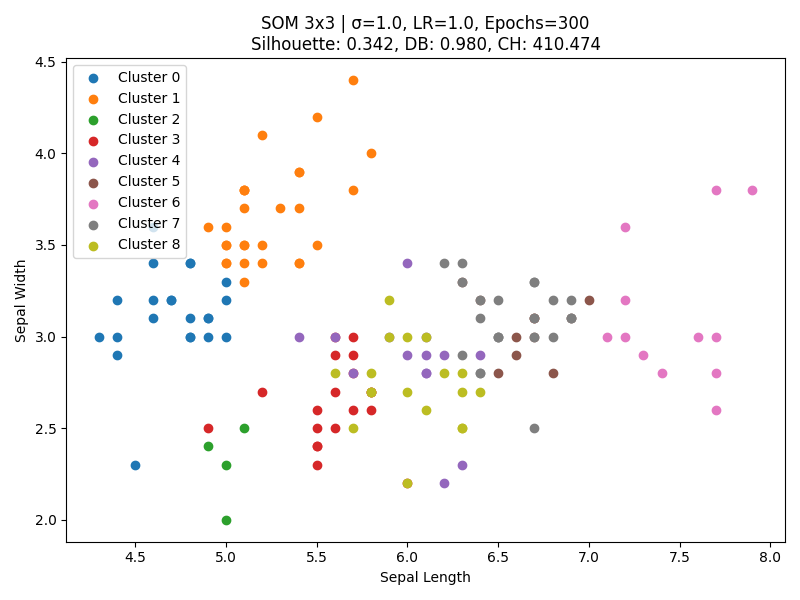 SOM 3x3 | σ=1.0, LR=1.0, Epochs=300
Silhouette: 0.342, DB: 0.980, CH: 410.474
Cluster 0
Cluster 1
Cluster 2
Cluster 3
Cluster 4
Cluster 5
Cluster 6
Cluster 7
Cluster 8
Sepal Width
4.5
4.0
3.5
3.0
2.5
2.0
4.5 5.0 5.5 6.0 6.5 7.0 7.5 8.0
Sepal Length